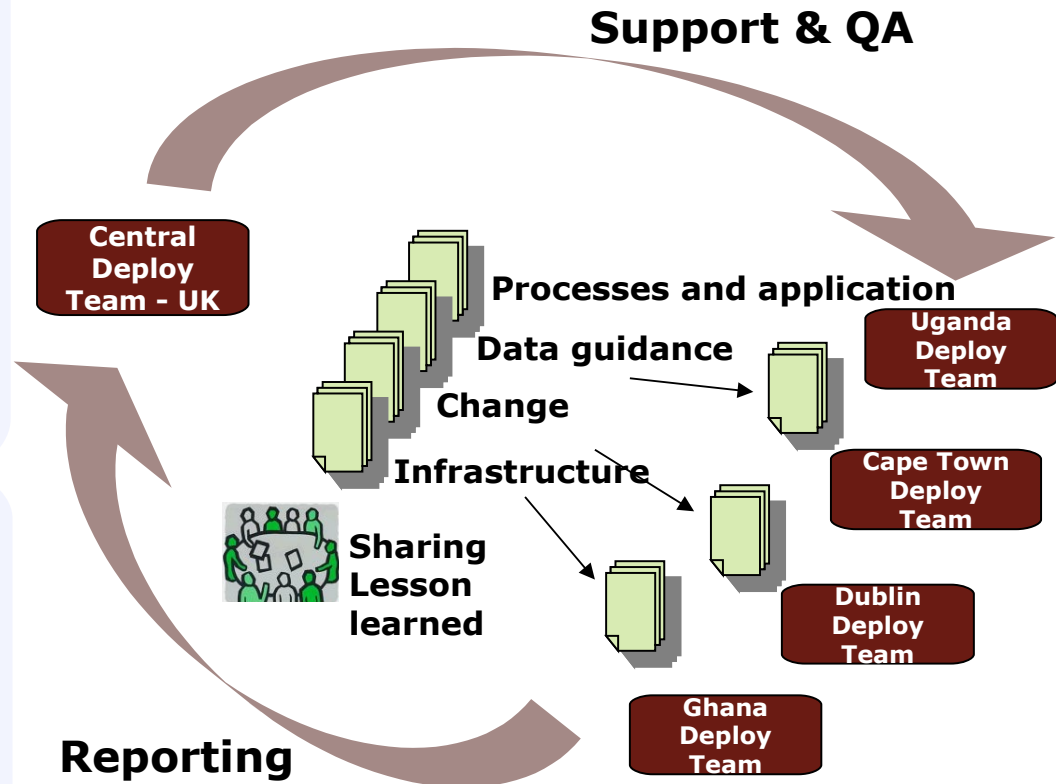 Support & QA
Central
Deploy
Team - UK
Processes and application
Uganda
Deploy
Team
Data guidance
Change
Cape Town
Deploy
Team
Infrastructure
Sharing
Lesson
learned
Dublin
Deploy
Team
Ghana
Deploy
Team
Reporting